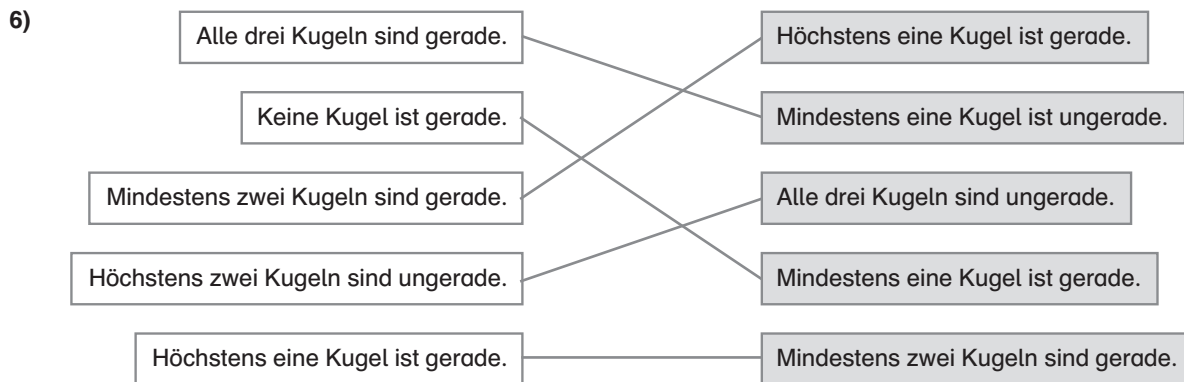 6)
Alle drei Kugeln sind gerade.
Höchstens eine Kugel ist gerade.
Keine Kugel ist gerade.
Mindestens eine Kugel ist ungerade.
Mindestens zwei Kugeln sind gerade.
Alle drei Kugeln sind ungerade.
Höchstens zwei Kugeln sind ungerade.
Mindestens eine Kugel ist gerade.
Höchstens eine Kugel ist gerade.
Mindestens zwei Kugeln sind gerade.